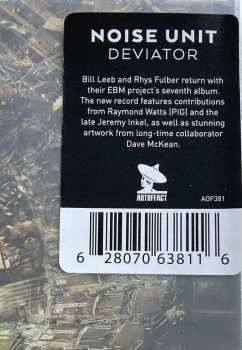 NOISE UNIT
DEVIATOR
Bill Leeb and Rhys Fulber return with
their EBM project's seventh album.
The new record features contributions
from Raymond Watts [PIG] and the
late Jeremy Inkel, as well as stunning
artwork from long-time collaborator
Dave McKean.
ARTOFFACT
AOF381
6 28070 63811 6